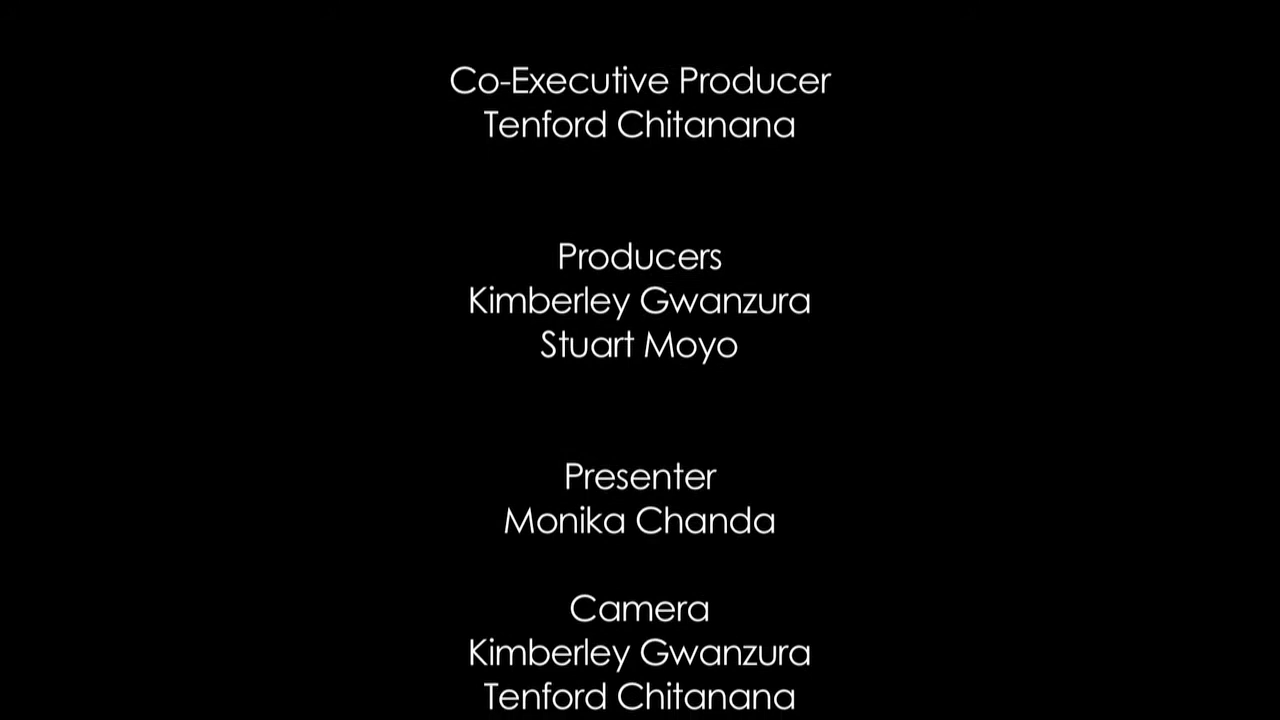 Co-Executive Producer
Tenford Chitanana
Producers
Kimberley Gwanzura
Stuart Moyo
Presenter
Monika Chanda
Camera
Kimberley Gwanzura
Tenford Chitanana